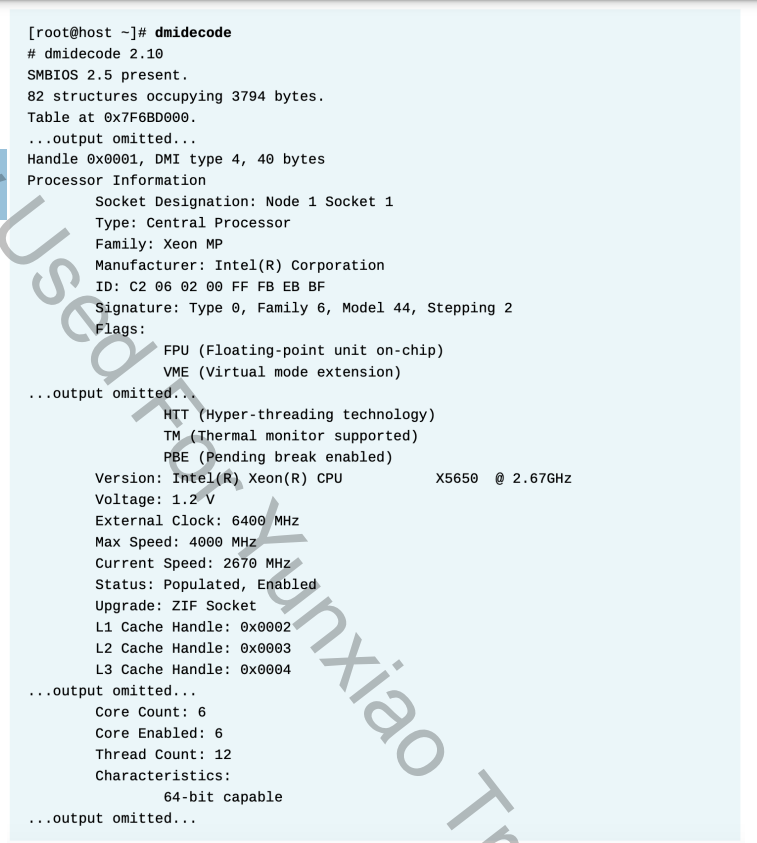 [root@host ~]# dmidecode
# dmidecode 2.10
SMBIOS 2.5 present.
82 structures occupying 3794 bytes.
Table at 0x7F6BD000.
...output omitted...
Handle 0x0001, DMI type 4, 40 bytes
Processor Information
        Socket Designation: Node 1 Socket 1
        Type: Central Processor
        Family: Xeon MP
        Manufacturer: Intel(R) Corporation
        ID: C2 06 02 00 FF FB EB BF
        Signature: Type 0, Family 6, Model 44, Stepping 2
        Flags:
                FPU (Floating-point unit on-chip)
                VME (Virtual mode extension)
...output omitted...
                HTT (Hyper-threading technology)
                TM (Thermal monitor supported)
                PBE (Pending break enabled)
        Version: Intel(R) Xeon(R) CPU           X5650  @ 2.67GHz
        Voltage: 1.2 V
        External Clock: 6400 MHz
        Max Speed: 4000 MHz
        Current Speed: 2670 MHz
        Status: Populated, Enabled
        Upgrade: ZIF Socket
        L1 Cache Handle: 0x0002
        L2 Cache Handle: 0x0003
        L3 Cache Handle: 0x0004
...output omitted...
        Core Count: 6
        Core Enabled: 6
        Thread Count: 12
        Characteristics:
                64-bit capable
...output omitted...
Used For Yunxiao